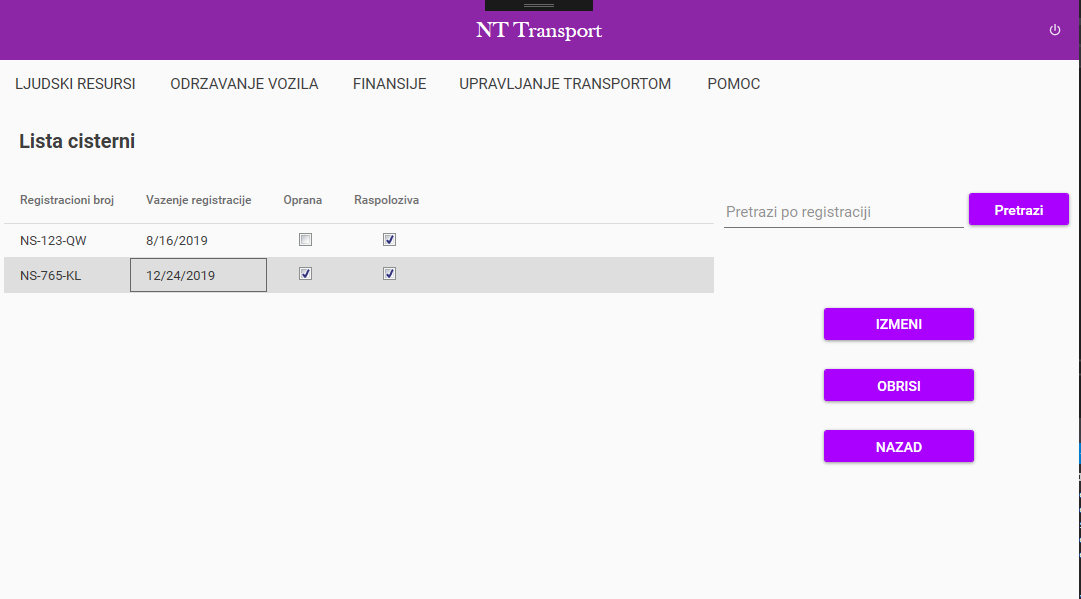 NT Transport
LJUDSKI RESURSI ODRZAVANJE VOZILA FINANSIJE UPRAVLJANJE TRANSPORTOM POMOC
Lista cisterni
Registracioni broj Vazenje registracije Oprana Raspoloziva
NS-123-QW 8/16/2019
NS-765-KL 12/24/2019
Pretrazi po registraciji Pretrazi
IZMENI
OBRISI
NAZAD